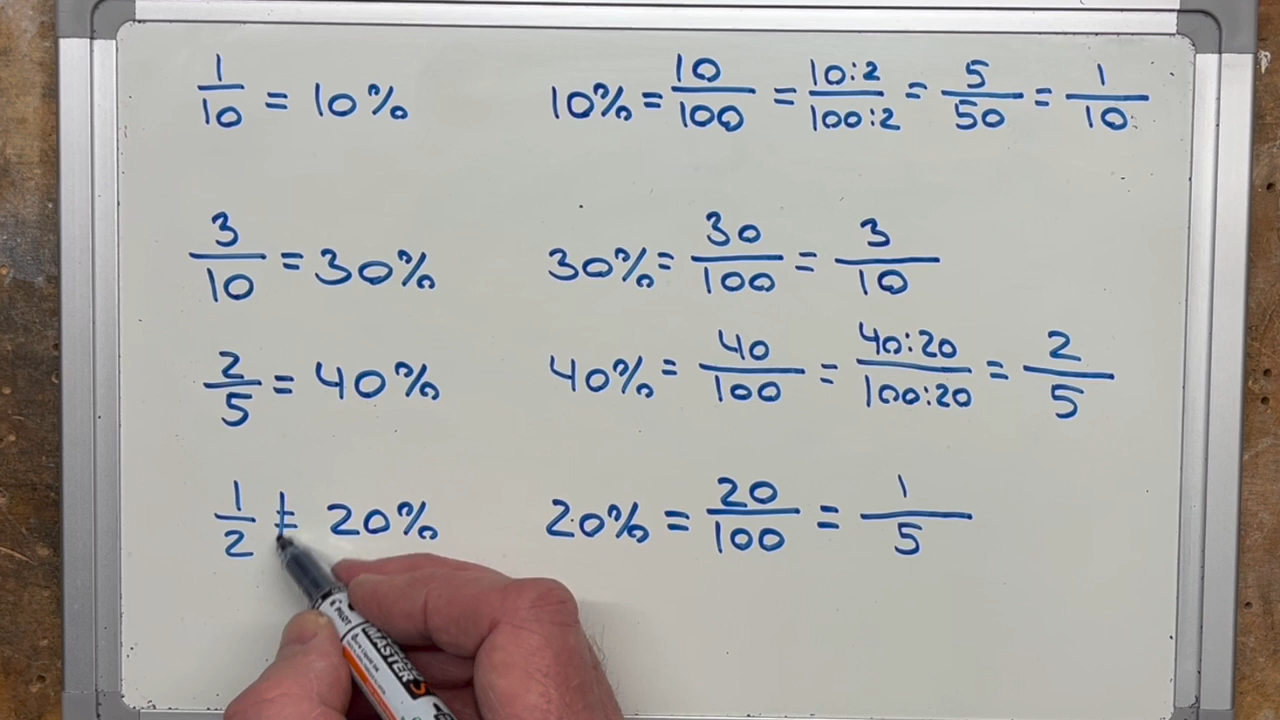 1/10 = 10% 10% = 10/100 = 10:2/100:2 = 5/50 = 1/10
3/10 = 30% 30% = 30/100 = 3/10
2/5 = 40% 40% = 40/100 = 40:20/100:20 = 2/5
1/2 ≠ 20% 20% = 20/100 = 1/5
PILOT
MASTER